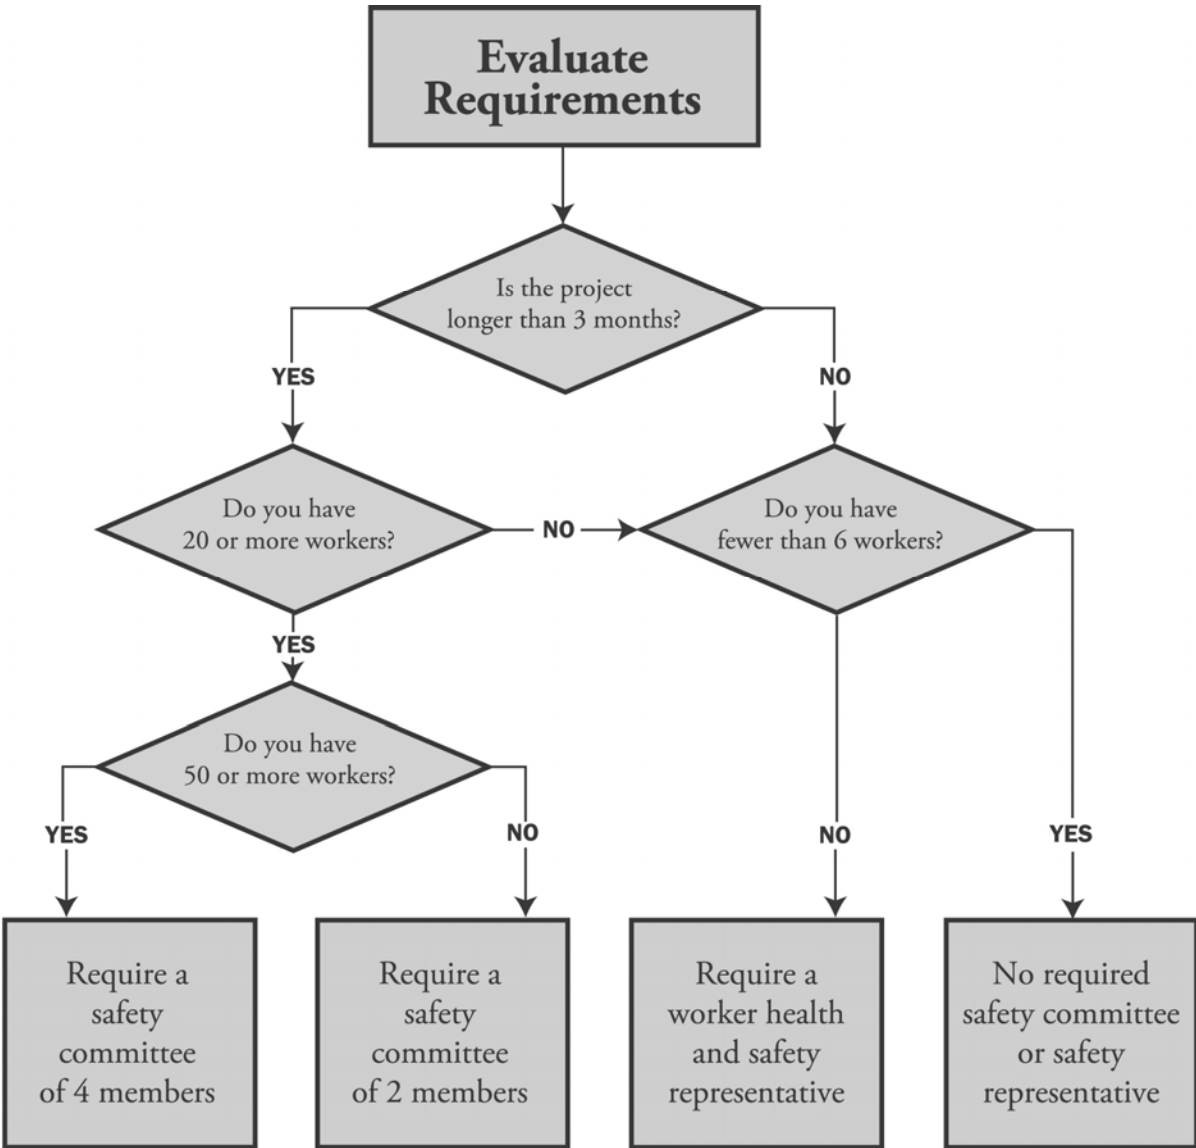 Evaluate
Requirements
Is the project
longer than 3 months?
YES
NO
Do you have
20 or more workers?
NO
Do you have
fewer than 6 workers?
YES
Do you have
50 or more workers?
YES
NO
NO
YES
Require a
safety
committee
of 4 members
Require a
safety
committee
of 2 members
Require a
worker health
and safety
representative
No required
safety committee
or safety
representative